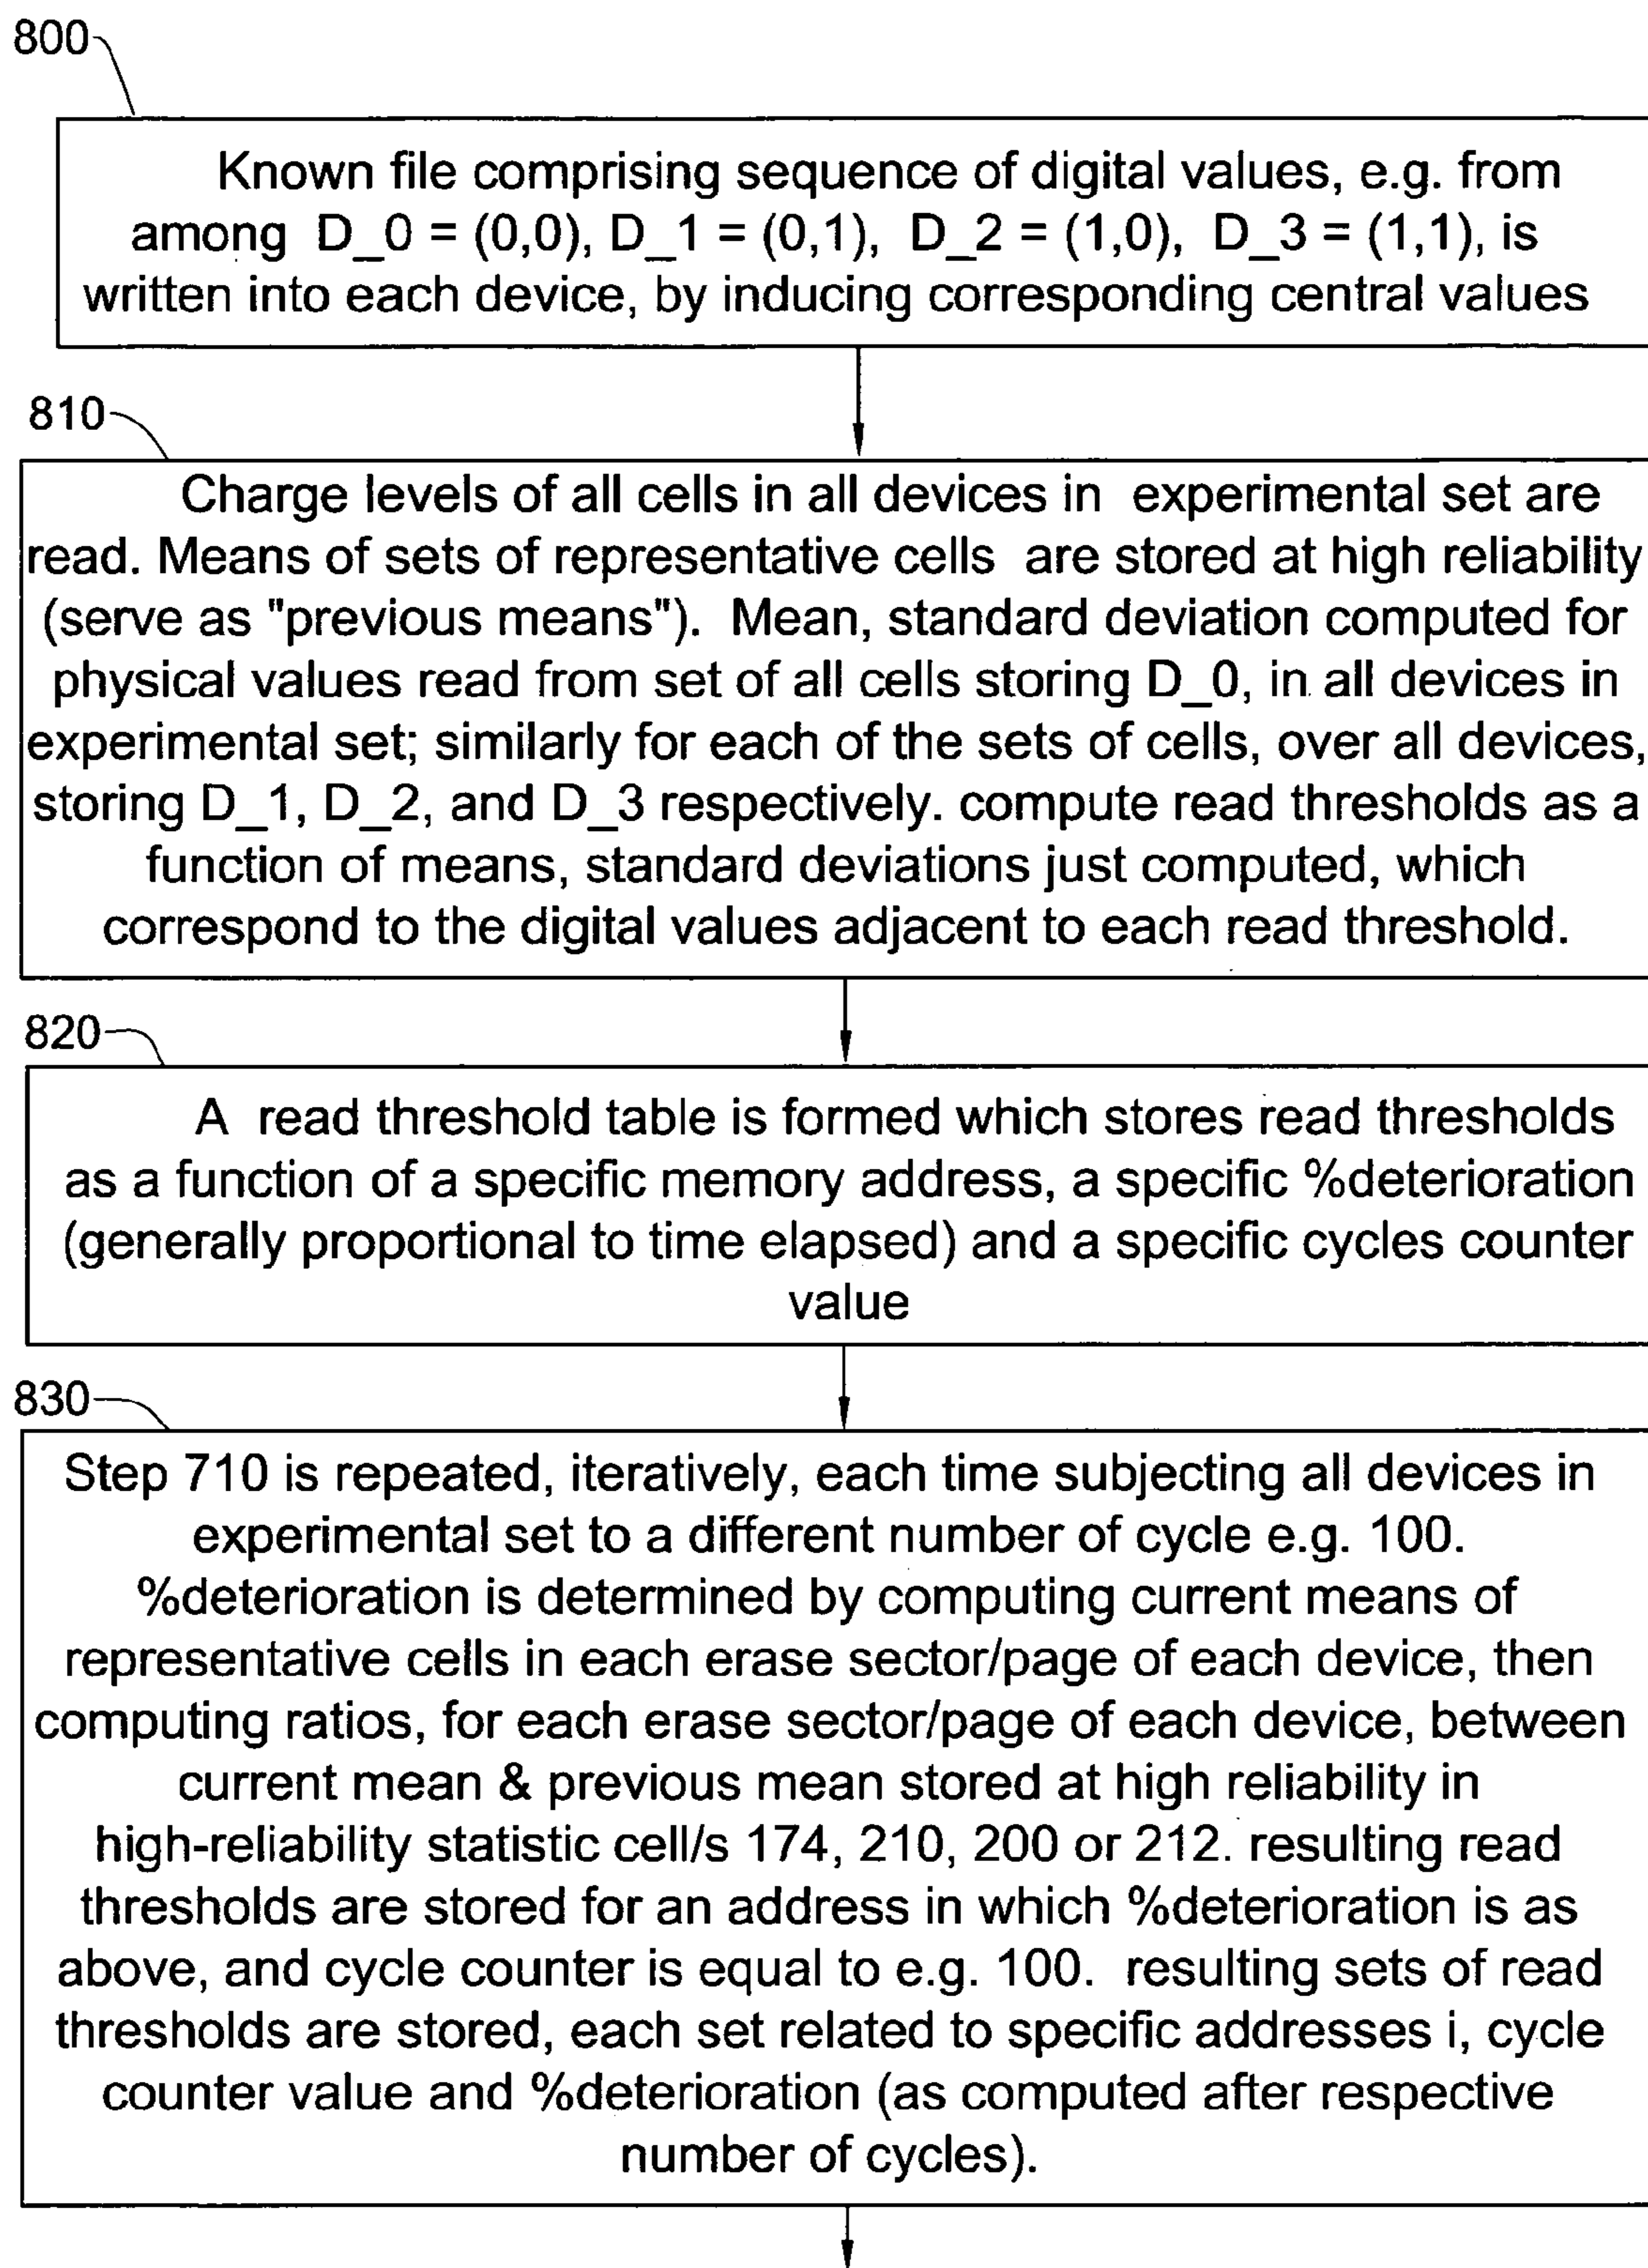 800
Known file comprising sequence of digital values, e.g. from
among D_0 = (0,0), D_1 = (0,1), D_2 = (1,0), D_3 = (1,1), is
written into each device, by inducing corresponding central values
810
Charge levels of all cells in all devices in experimental set are
read. Means of sets of representative cells are stored at high reliability
(serve as "previous means"). Mean, standard deviation computed for
physical values read from set of all cells storing D_0, in all devices in
experimental set; similarly for each of the sets of cells, over all devices,
storing D_1, D_2, and D_3 respectively. compute read thresholds as a
function of means, standard deviations just computed, which
correspond to the digital values adjacent to each read threshold.
820
A read threshold table is formed which stores read thresholds
as a function of a specific memory address, a specific %deterioration
(generally proportional to time elapsed) and a specific cycles counter
value
830
Step 710 is repeated, iteratively, each time subjecting all devices in
experimental set to a different number of cycle e.g. 100.
%deterioration is determined by computing current means of
representative cells in each erase sector/page of each device, then
computing ratios, for each erase sector/page of each device, between
current mean & previous mean stored at high reliability in
high-reliability statistic cell/s 174, 210, 200 or 212. resulting read
thresholds are stored for an address in which %deterioration is as
above, and cycle counter is equal to e.g. 100. resulting sets of read
thresholds are stored, each set related to specific addresses i, cycle
counter value and %deterioration (as computed after respective
number of cycles).